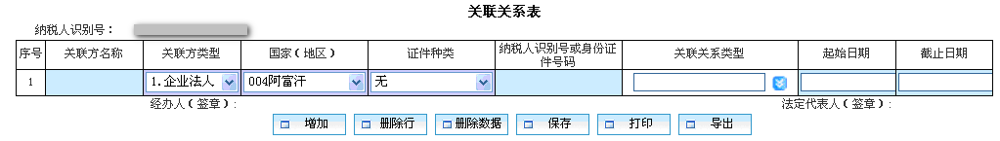 关联关系表
纳税人识别号：
序号 关联方名称 关联方类型 国家（地区） 证件种类 纳税人识别号或身份证件号码 关联关系类型 起始日期 截止日期
1 1.企业法人 004阿富汗 无
经办人（签章）： 法定代表人（签章）：
增加 删除行 删除数据 保存 打印 导出